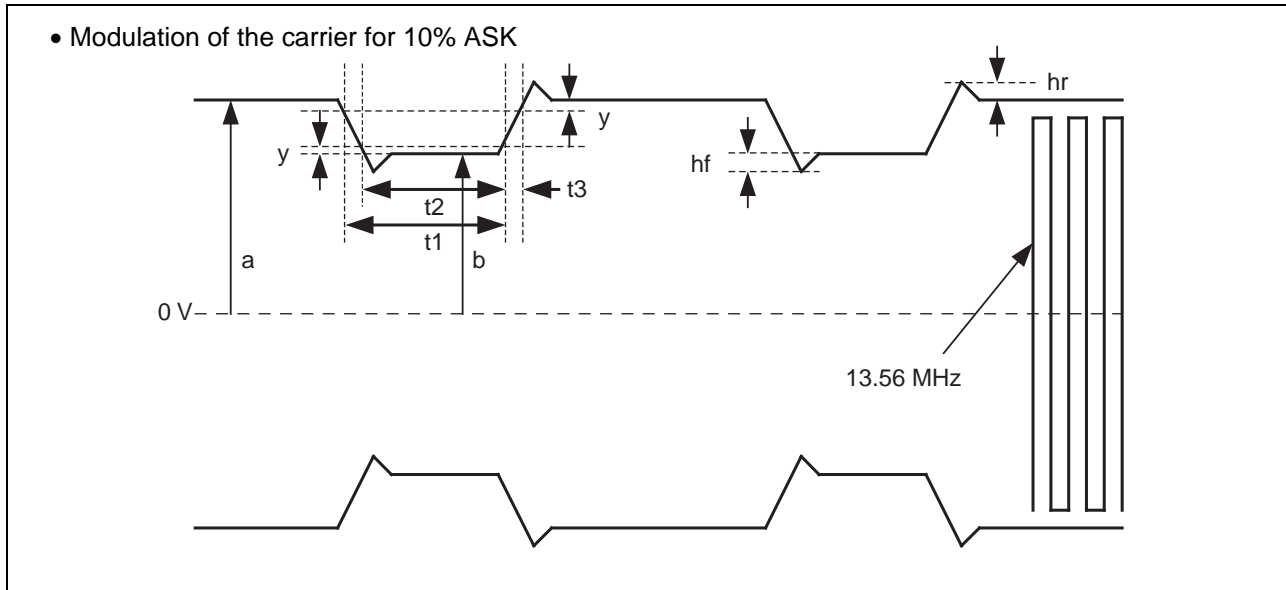 • Modulation of the carrier for 10% ASK
hr
y
y
hf
t3
t2
t1
a
b
0 V
13.56 MHz